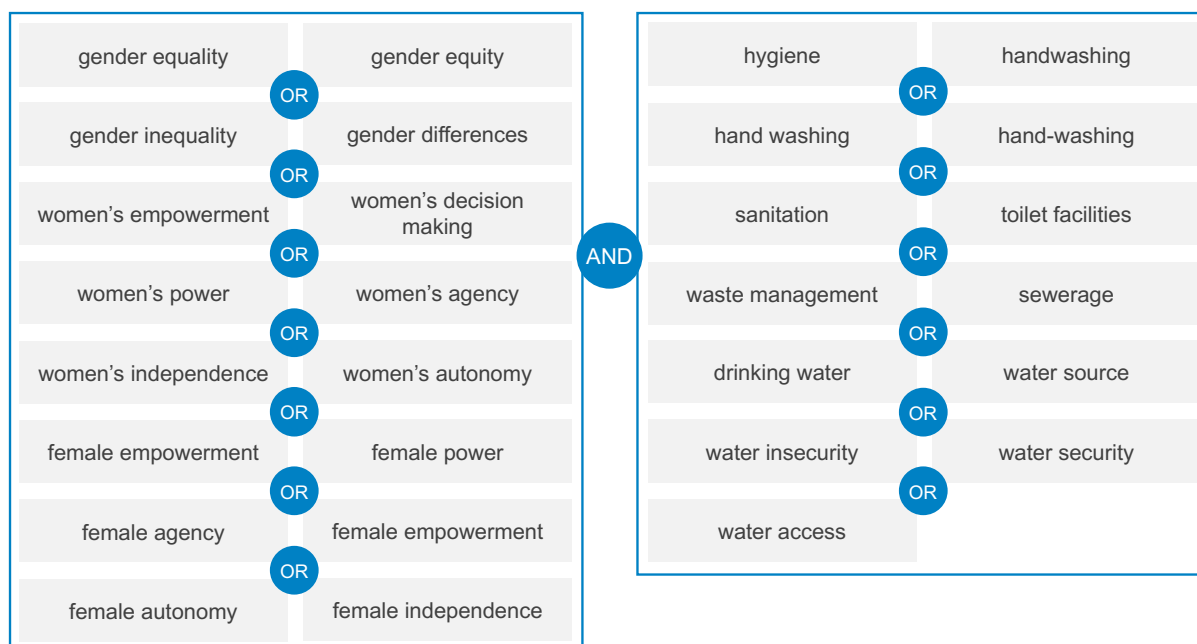 gender equality
gender equity
OR
gender inequality
gender differences
OR
women's empowerment
women's decision
making
OR
women's power
women's agency
OR
women's independence
women's autonomy
OR
female empowerment
female power
OR
female agency
female empowerment
OR
female autonomy
female independence
AND
hygiene
handwashing
OR
hand washing
hand-washing
OR
sanitation
toilet facilities
OR
waste management
sewerage
OR
drinking water
water source
OR
water insecurity
water security
OR
water access